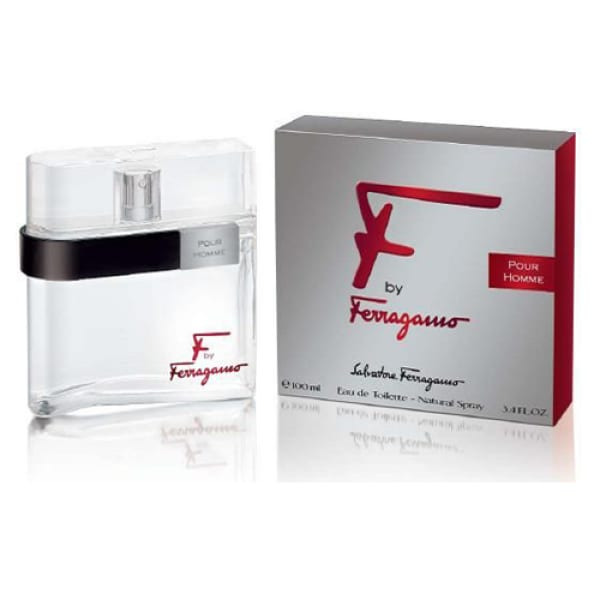 POUR
HOMME
F
by
Ferragamo
F
by
Ferragamo
POUR
HOMME
Salvatore Ferragamo
e 100 ml Eau de Toilette - Natural Spray 3.4 FL.OZ.